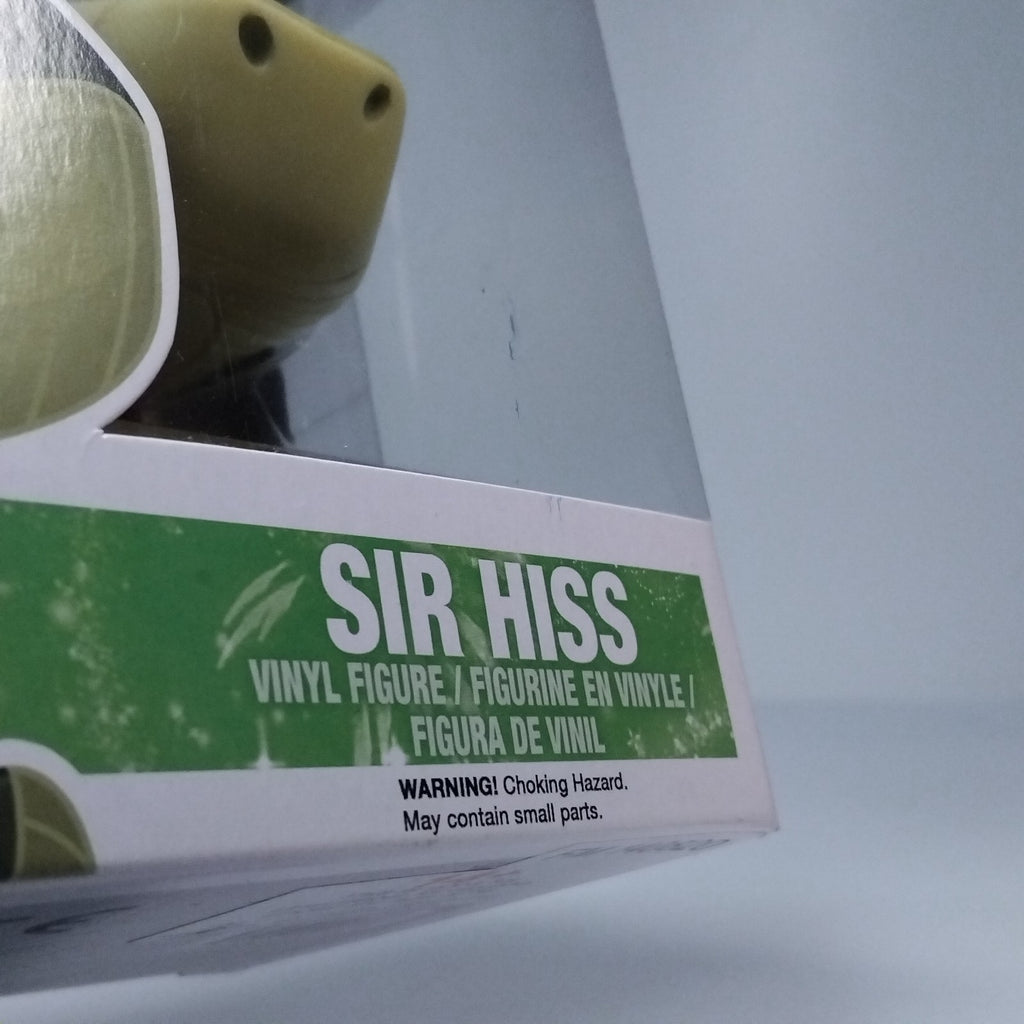 SIR HISS
VINYL FIGURE / FIGURINE EN VINYLE /
FIGURA DE VINIL
WARNING! Choking Hazard.
May contain small parts.